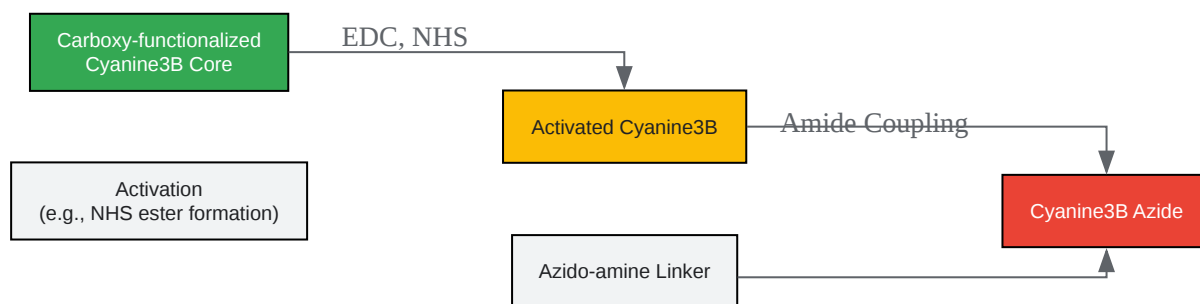 Carboxy-functionalized
Cyanine3B Core
EDC, NHS
Activated Cyanine3B
Amide Coupling
Activation
(e.g., NHS ester formation)
Cyanine3B Azide
Azido-amine Linker